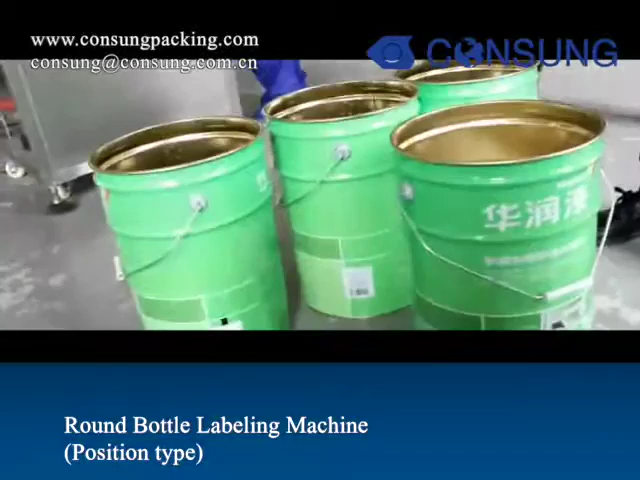 www.consungpacking.com
consung@consung.com.cn
CONSUNG
华润漆
Round Bottle Labeling Machine
(Position type)